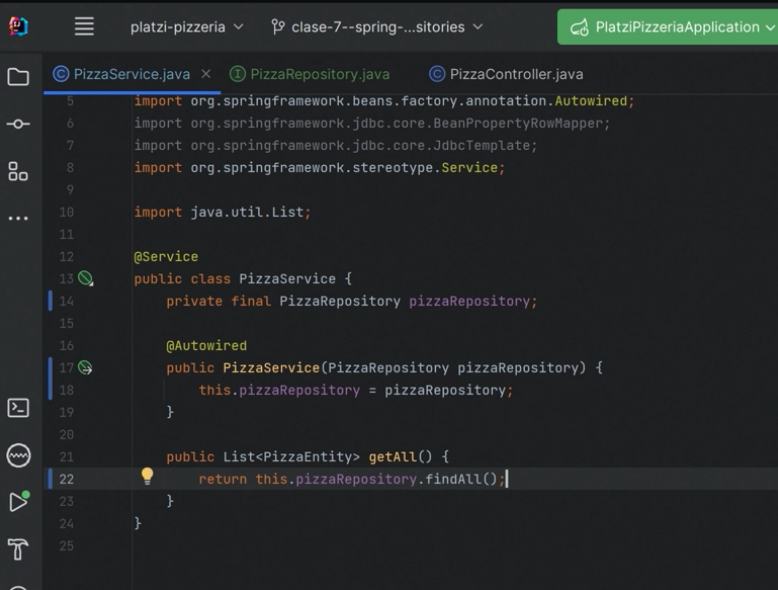 platzi-pizzeria clase-7--spring-...sitories PlatziPizzeriaApplication
PizzaService.java PizzaRepository.java PizzaController.java
5 import org.springframework.beans.factory.annotation.Autowired;
6 import org.springframework.jdbc.core.BeanPropertyRowMapper;
7 import org.springframework.jdbc.core.JdbcTemplate;
8 import org.springframework.stereotype.Service;
9
10 import java.util.List;
11
12 @Service
13 public class PizzaService {
14 private final PizzaRepository pizzaRepository;
15
16 @Autowired
17 public PizzaService(PizzaRepository pizzaRepository) {
18 this.pizzaRepository = pizzaRepository;
19 }
20
21 public List<PizzaEntity> getAll() {
22 return this.pizzaRepository.findAll();
23 }
24 }
25